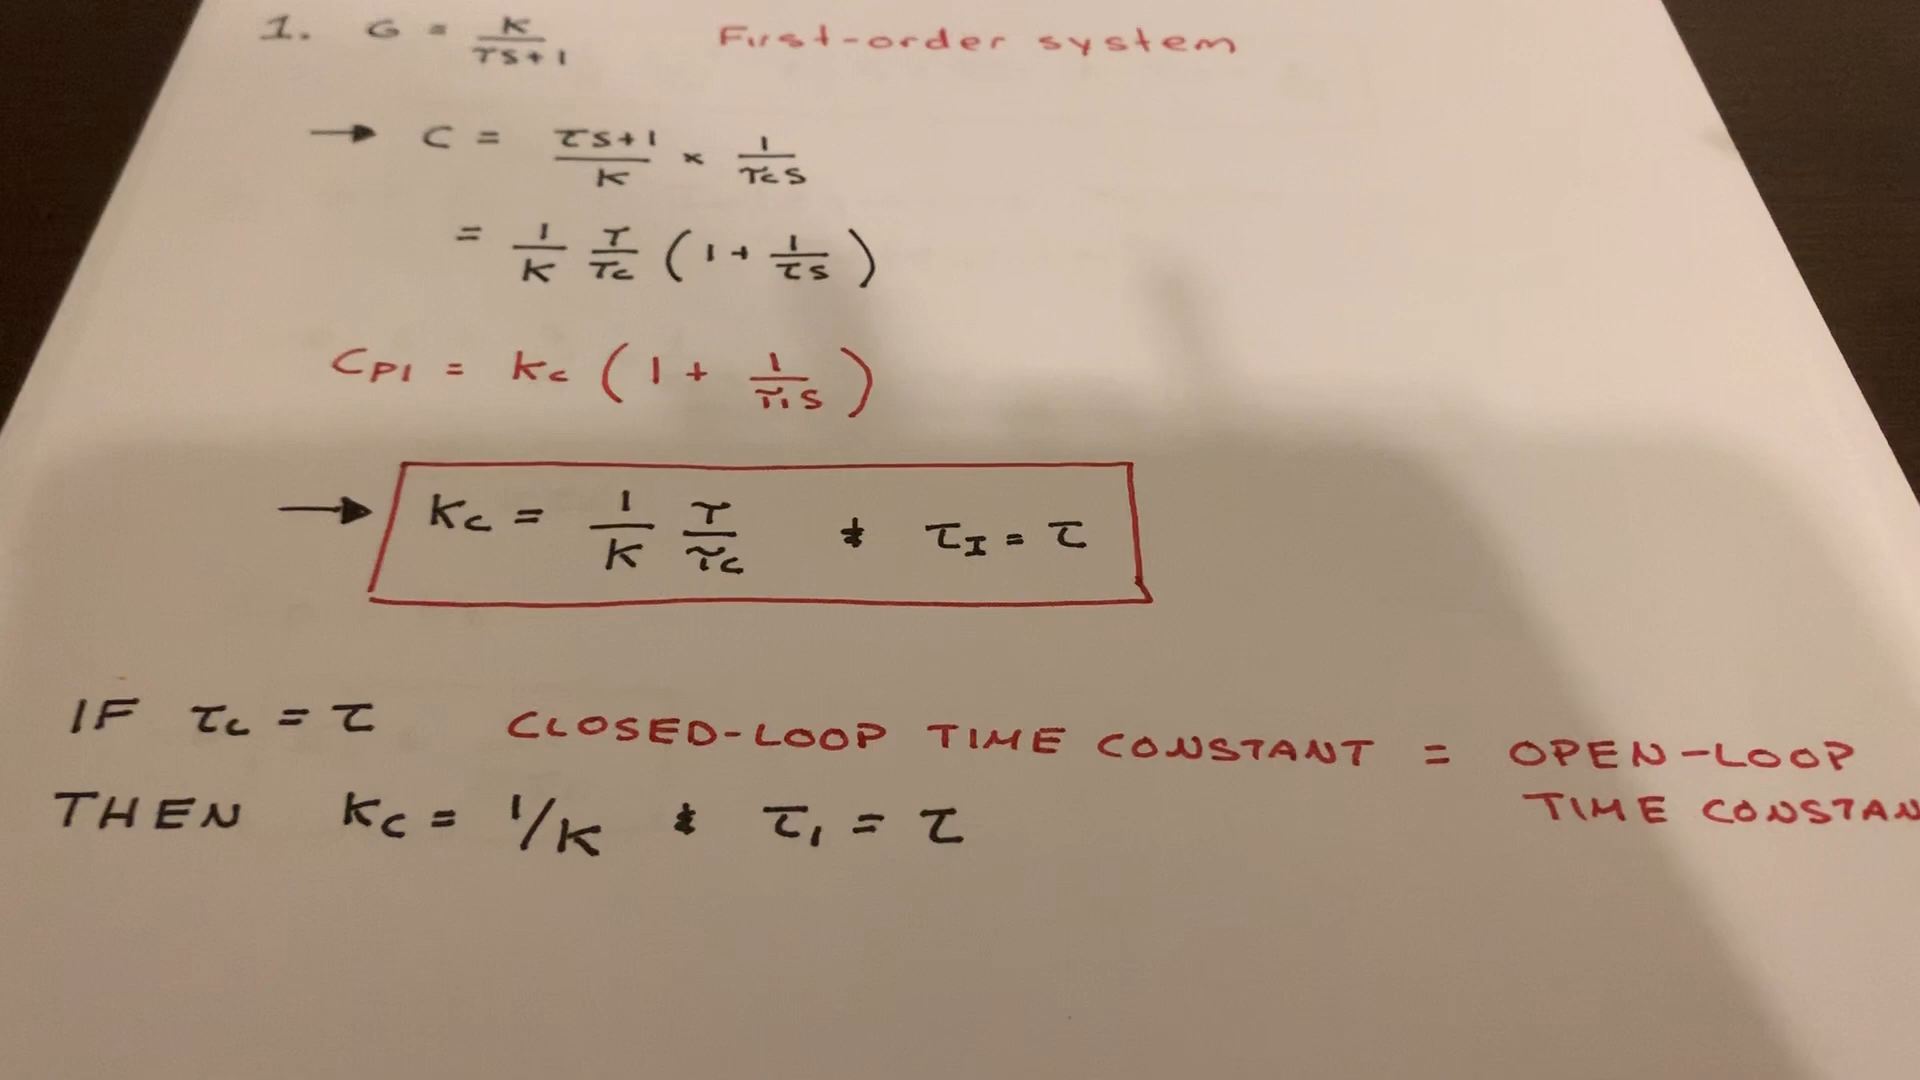 1. G = K/(τs+1) First-order system
→ C = (τs+1)/K × 1/(τcs)
= 1/K τ/τc (1 + 1/(τs))
CPI = Kc (1 + 1/(τIs))
→ Kc = 1/K τ/τc & τI = τ
IF τc = τ CLOSED-LOOP TIME CONSTANT = OPEN-LOOP
TIME CONSTAN
THEN Kc = 1/K & τI = τ